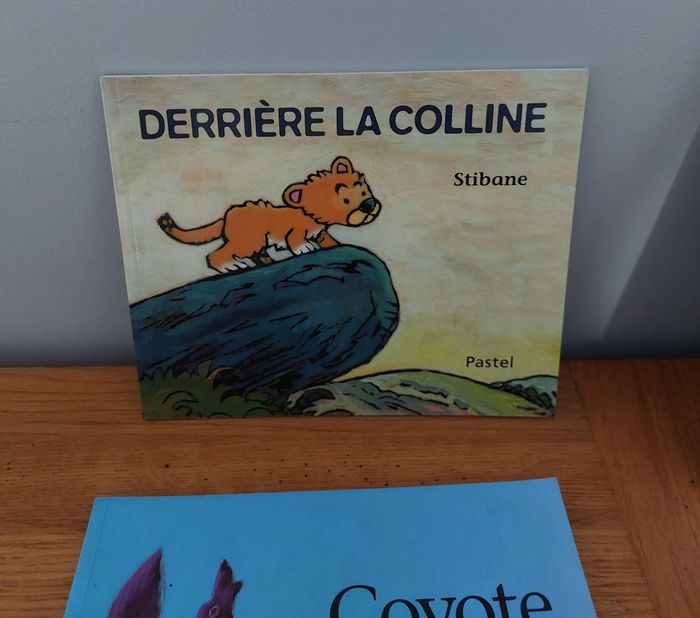 DERRIÈRE LA COLLINE
Stibane
Pastel
Coyote